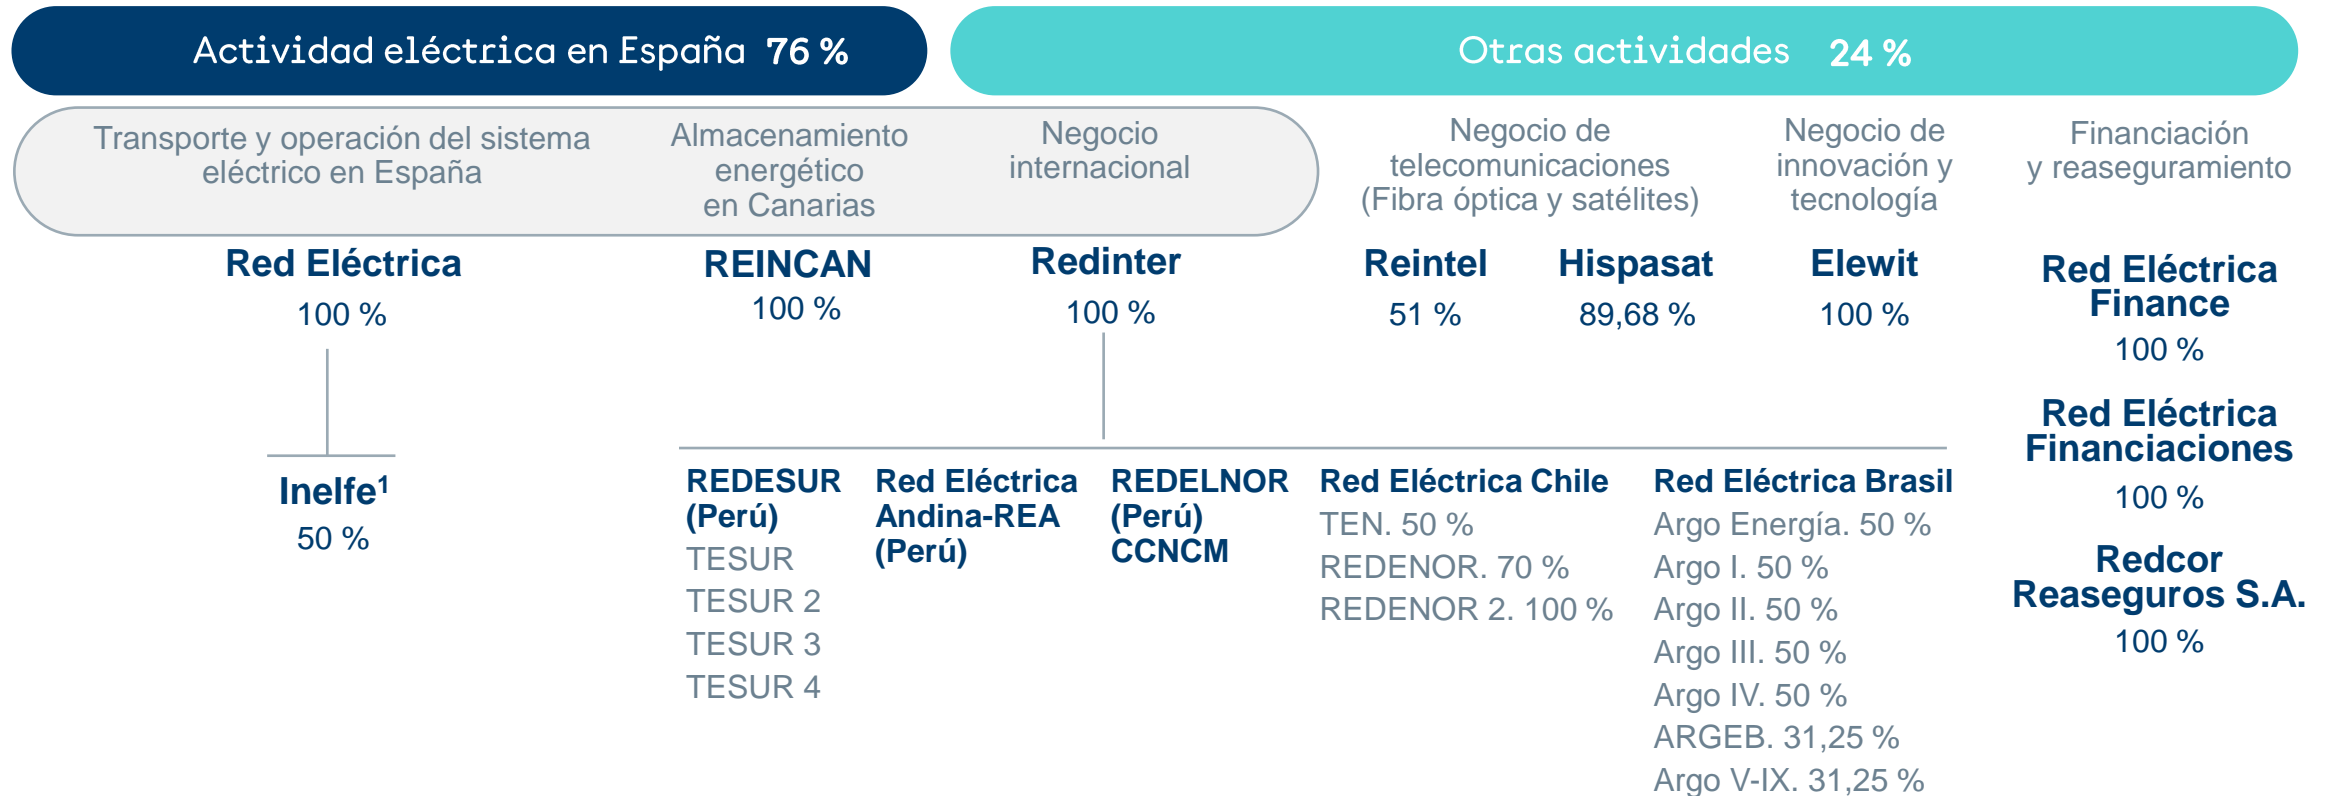 Actividad eléctrica en España 76 %
Otras actividades 24 %
Transporte y operación del sistema
eléctrico en España
Almacenamiento
energético
en Canarias
Negocio
internacional
Negocio de
telecomunicaciones
(Fibra óptica y satélites)
Negocio de
innovación y
tecnología
Financiación
y reaseguramiento
Red Eléctrica
100 %
REINCAN
100 %
Redinter
100 %
Reintel
51 %
Hispasat
89,68 %
Elewit
100 %
Red Eléctrica
Finance
100 %
Red Eléctrica
Financiaciones
100 %
Redcor
Reaseguros S.A.
100 %
Inelfe¹
50 %
REDESUR
(Perú)
TESUR
TESUR 2
TESUR 3
TESUR 4
Red Eléctrica
Andina-REA
(Perú)
REDELNOR
(Perú)
CCNCM
Red Eléctrica Chile
TEN. 50 %
REDENOR. 70 %
REDENOR 2. 100 %
Red Eléctrica Brasil
Argo Energía. 50 %
Argo I. 50 %
Argo II. 50 %
Argo III. 50 %
Argo IV. 50 %
ARGEB. 31,25 %
Argo V-IX. 31,25 %